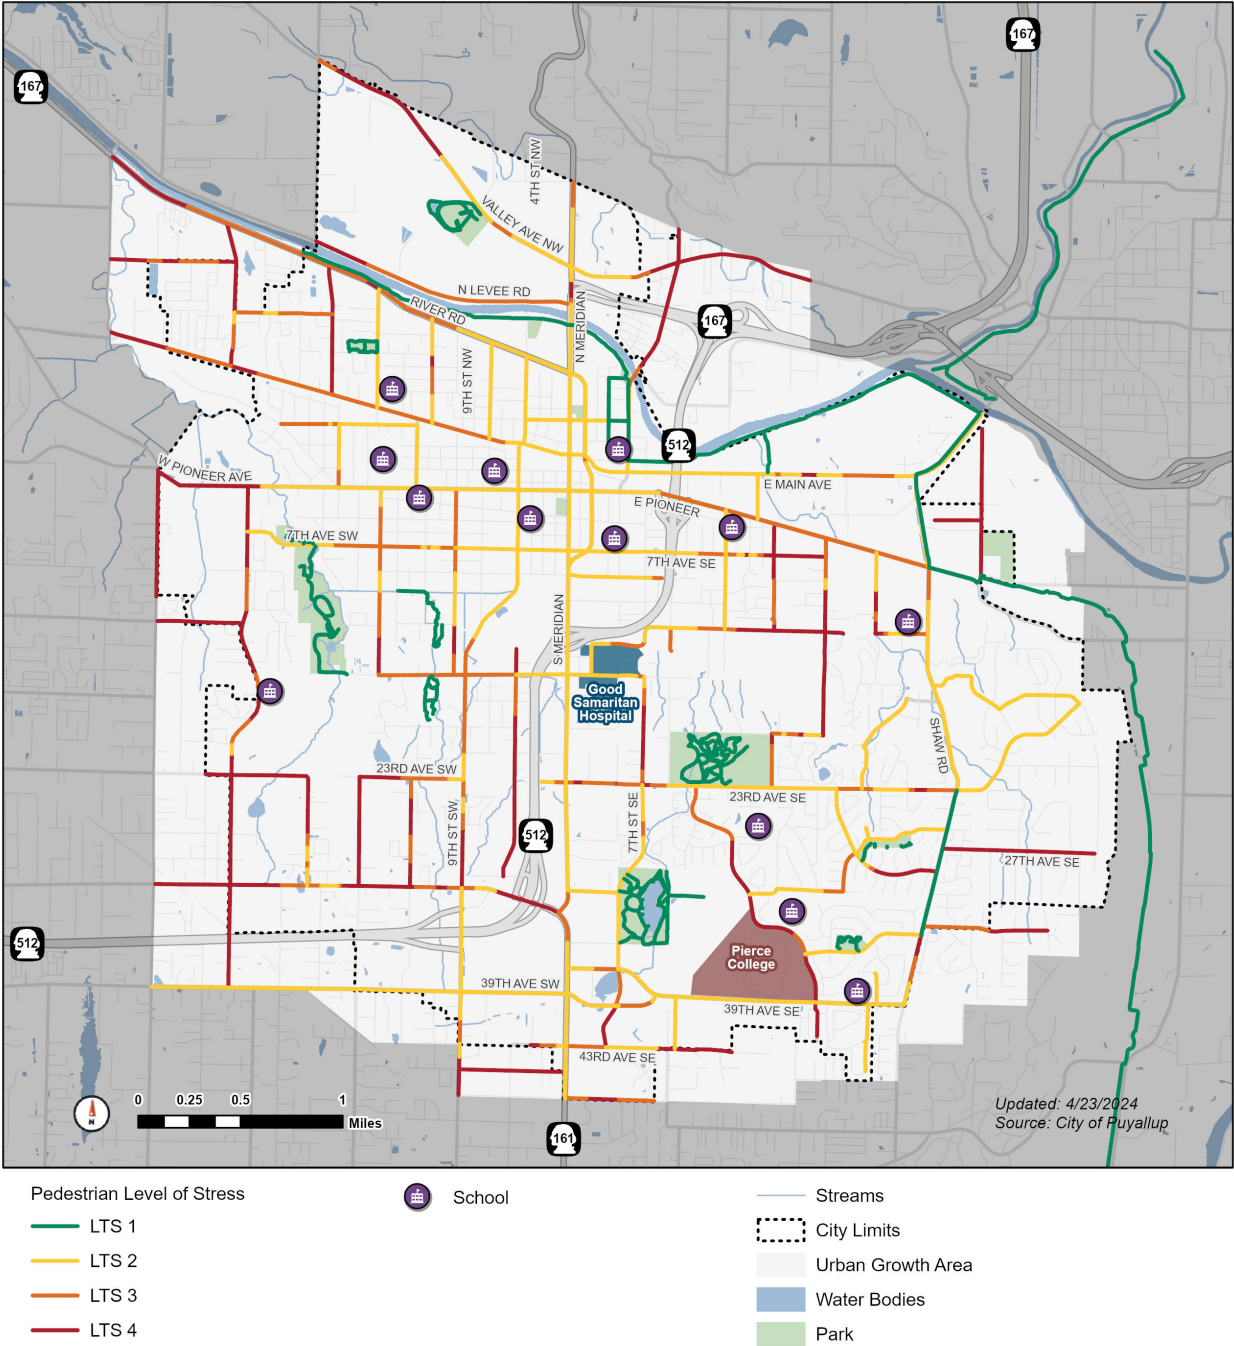 167
167
4TH ST NW
VALLEY AVE NW
N LEVEE RD
RIVER RD
N MERIDIAN
167
9TH ST NW
512
W PIONEER AVE
E MAIN AVE
E PIONEER
7TH AVE SW
7TH AVE SE
S MERIDIAN
Good
Samaritan
Hospital
SHAW RD
23RD AVE SW
23RD AVE SE
9TH ST SW
512
7TH ST SE
27TH AVE SE
512
Pierce
College
39TH AVE SW
39TH AVE SE
43RD AVE SE
0 0.25 0.5 1
Miles
N
161
Updated: 4/23/2024
Source: City of Puyallup
Pedestrian Level of Stress
LTS 1
LTS 2
LTS 3
LTS 4
School
Streams
City Limits
Urban Growth Area
Water Bodies
Park